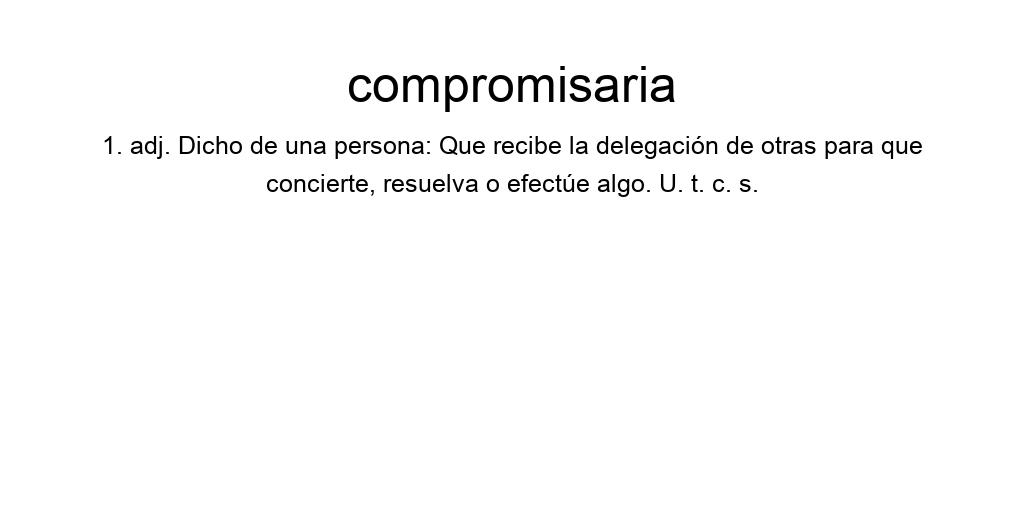 compromisaria
1. adj. Dicho de una persona: Que recibe la delegación de otras para que
concierte, resuelva o efectúe algo. U. t. c. s.